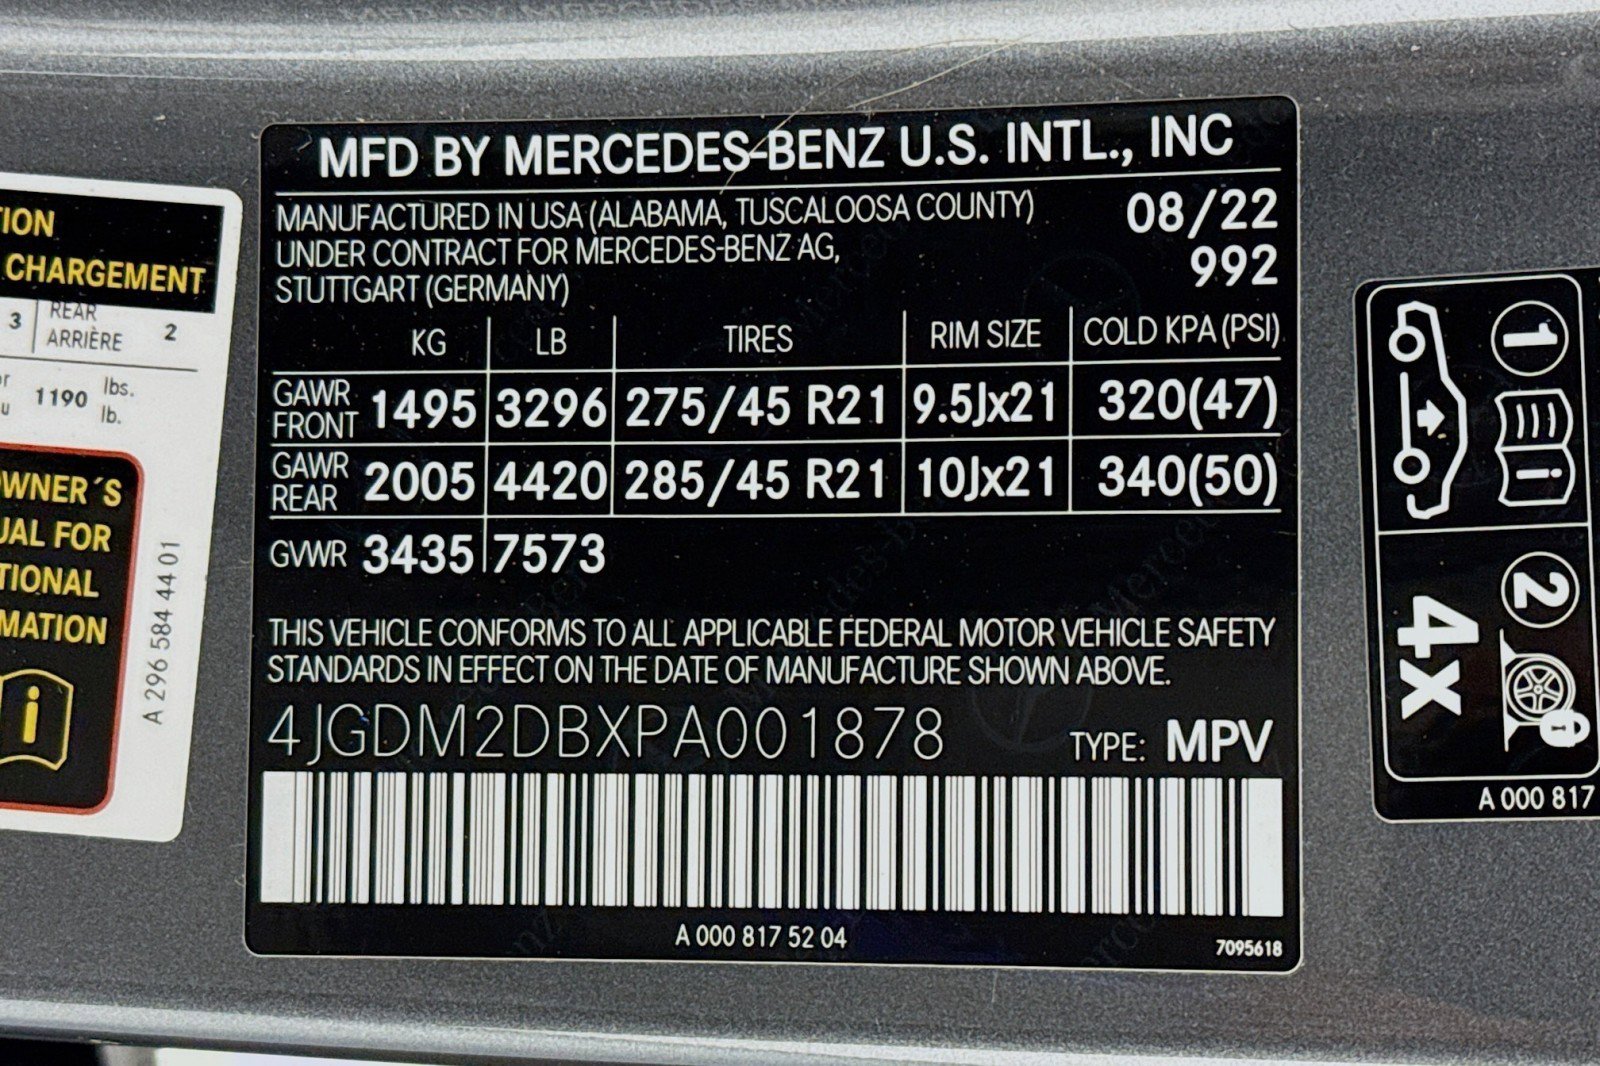 TION
CHARGEMENT
3 REAR 2
ARRIÈRE
1190 lbs.
lb.
OWNER´S
UAL FOR
TIONAL
MATION
i
A 296 584 44 01
MFD BY MERCEDES-BENZ U.S. INTL., INC
MANUFACTURED IN USA (ALABAMA, TUSCALOOSA COUNTY) 08/22
UNDER CONTRACT FOR MERCEDES-BENZ AG, 992
STUTTGART (GERMANY)
KG LB TIRES RIM SIZE COLD KPA (PSI)
GAWR FRONT 1495 3296 275/45 R21 9.5Jx21 320(47)
GAWR REAR 2005 4420 285/45 R21 10Jx21 340(50)
GVWR 3435 7573
THIS VEHICLE CONFORMS TO ALL APPLICABLE FEDERAL MOTOR VEHICLE SAFETY
STANDARDS IN EFFECT ON THE DATE OF MANUFACTURE SHOWN ABOVE.
4JGDM2DBXPA001878 TYPE: MPV
A 000 817 52 04
7095618
1
i
2
4x
A 000 817